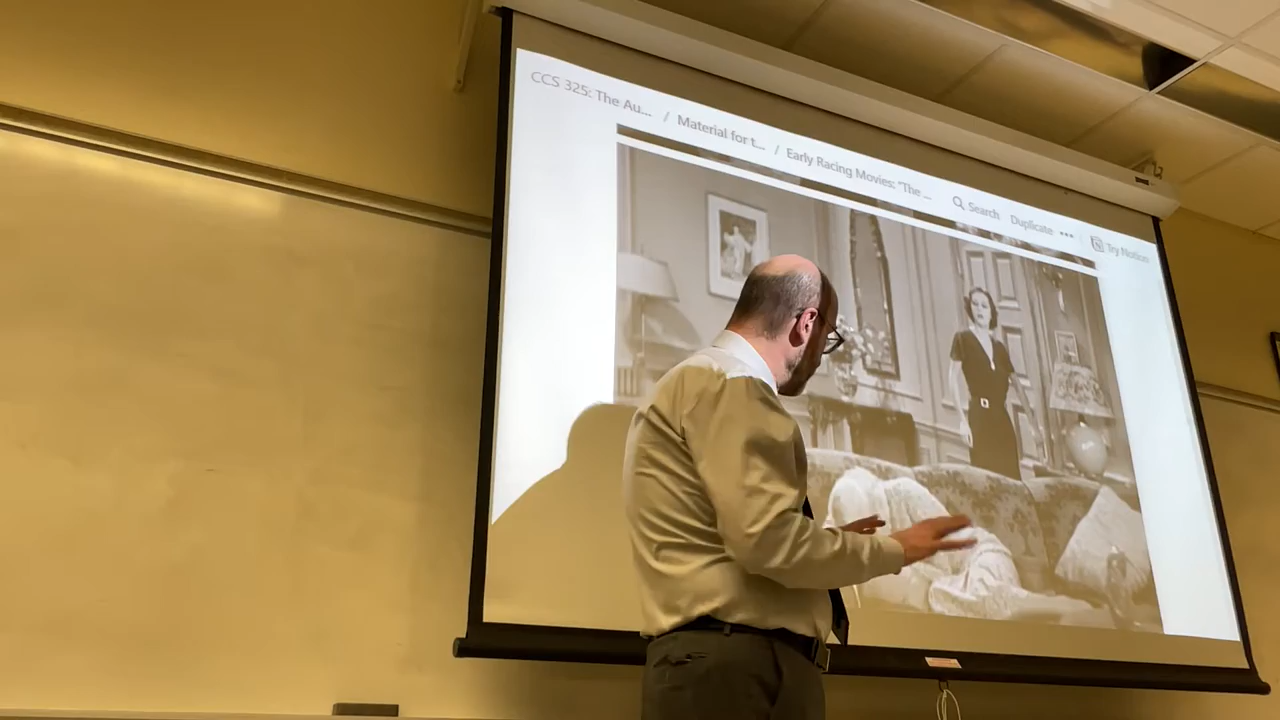 CCS 325: The Au... / Material for t... / Early Racing Movies: "The ... Search Duplicate ••• Try Notion